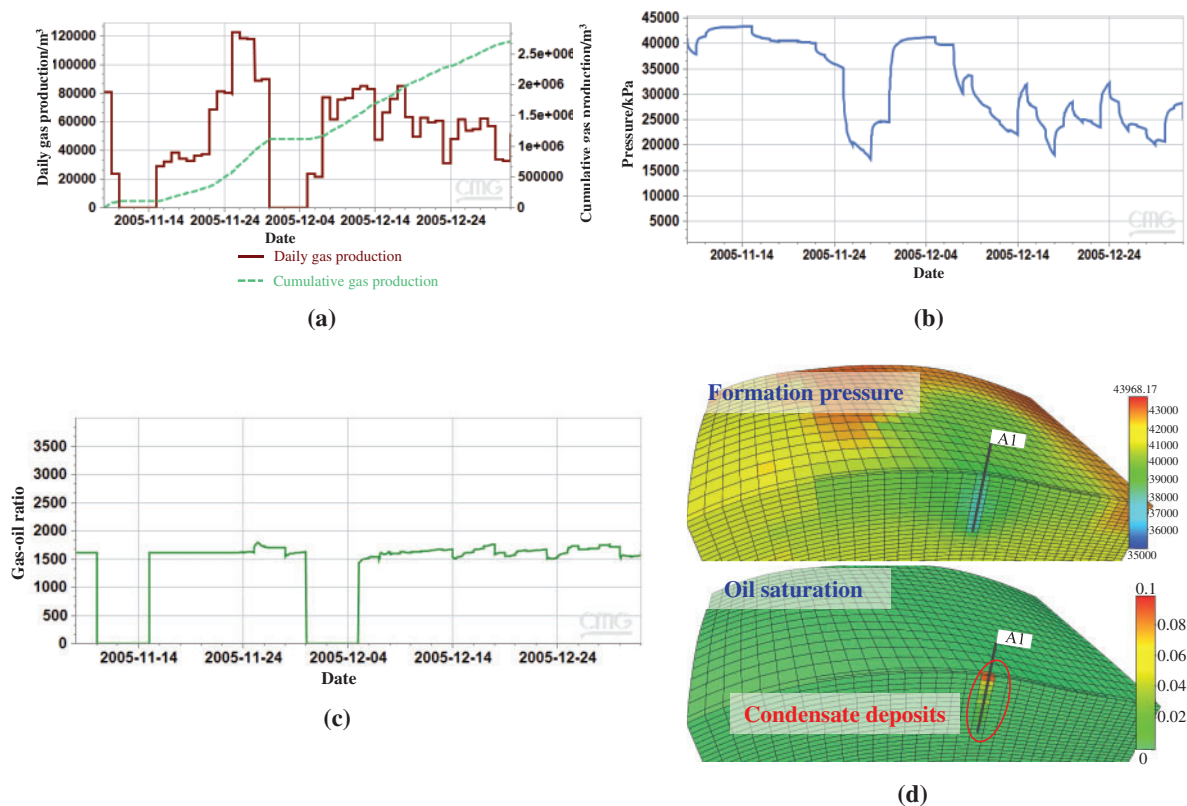 Daily gas production/m³
120000
100000
80000
60000
40000
20000
0
2.5e+006
2e+006
1.5e+006
1e+006
500000
0
Cumulative gas production/m³
CMG
2005-11-14 2005-11-24 2005-12-04 2005-12-14 2005-12-24
Date
Daily gas production
Cumulative gas production
(a)
Pressure/kPa
45000
40000
35000
30000
25000
20000
15000
10000
5000
CMG
2005-11-14 2005-11-24 2005-12-04 2005-12-14 2005-12-24
Date
(b)
Gas-oil ratio
3500
3000
2500
2000
1500
1000
500
0
CMG
2005-11-14 2005-11-24 2005-12-04 2005-12-14 2005-12-24
Date
(c)
Formation pressure
A1
43968.17
43000
42000
41000
40000
39000
38000
37000
36000
35000
Oil saturation
A1
Condensate deposits
0.1
0.08
0.06
0.04
0.02
0
(d)